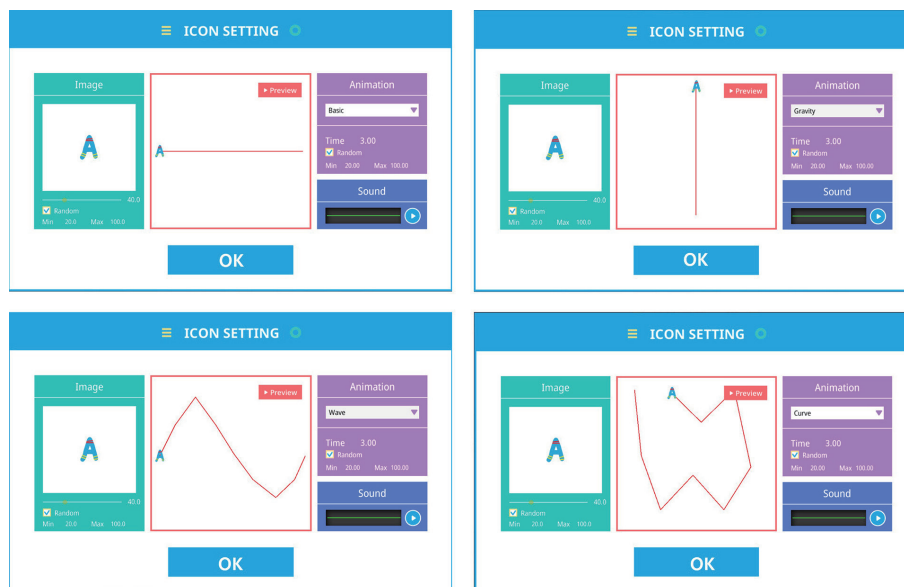 ICON SETTING
Image
40.0
Random
Min 20.0 Max 100.0
Preview
Animation
Basic
Time 3.00
Random
Min 20.00 Max 100.00
Sound
OK
ICON SETTING
Image
40.0
Random
Min 20.0 Max 100.0
Preview
Animation
Gravity
Time 3.00
Random
Min 20.00 Max 100.00
Sound
OK
ICON SETTING
Image
40.0
Random
Min 20.0 Max 100.0
Preview
Animation
Wave
Time 3.00
Random
Min 20.00 Max 100.00
Sound
OK
ICON SETTING
Image
40.0
Random
Min 20.0 Max 100.0
Preview
Animation
Curve
Time 3.00
Random
Min 20.00 Max 100.00
Sound
OK